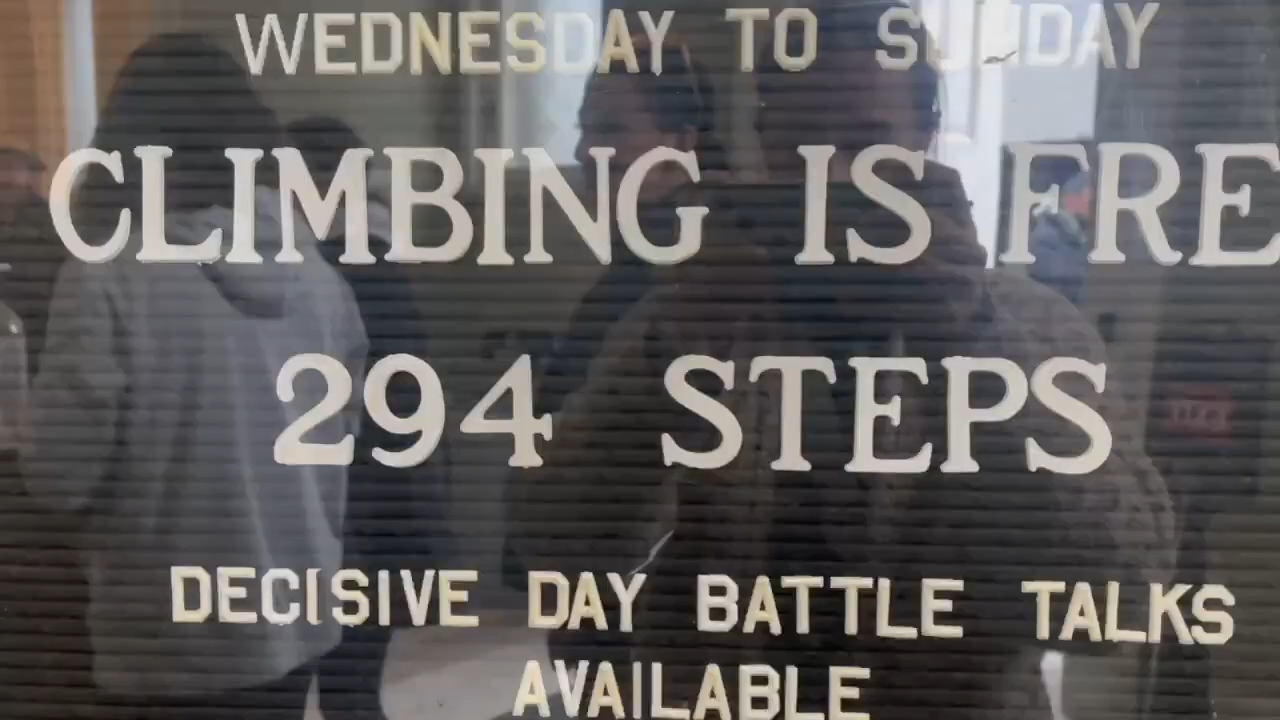 WEDNESDAY TO SUNDAY
CLIMBING IS FRE
294 STEPS
DECISIVE DAY BATTLE TALKS
AVAILABLE